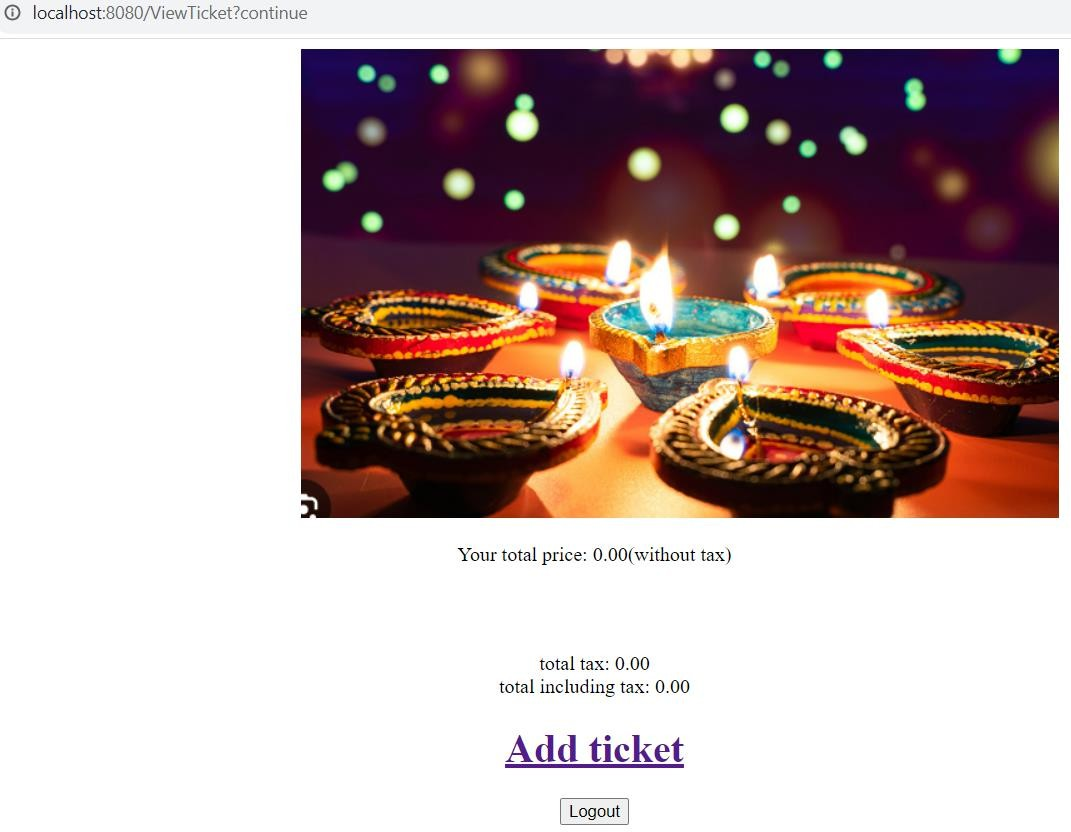 localhost:8080/ViewTicket?continue
Your total price: 0.00(without tax)
total tax: 0.00
total including tax: 0.00
Add ticket
Logout